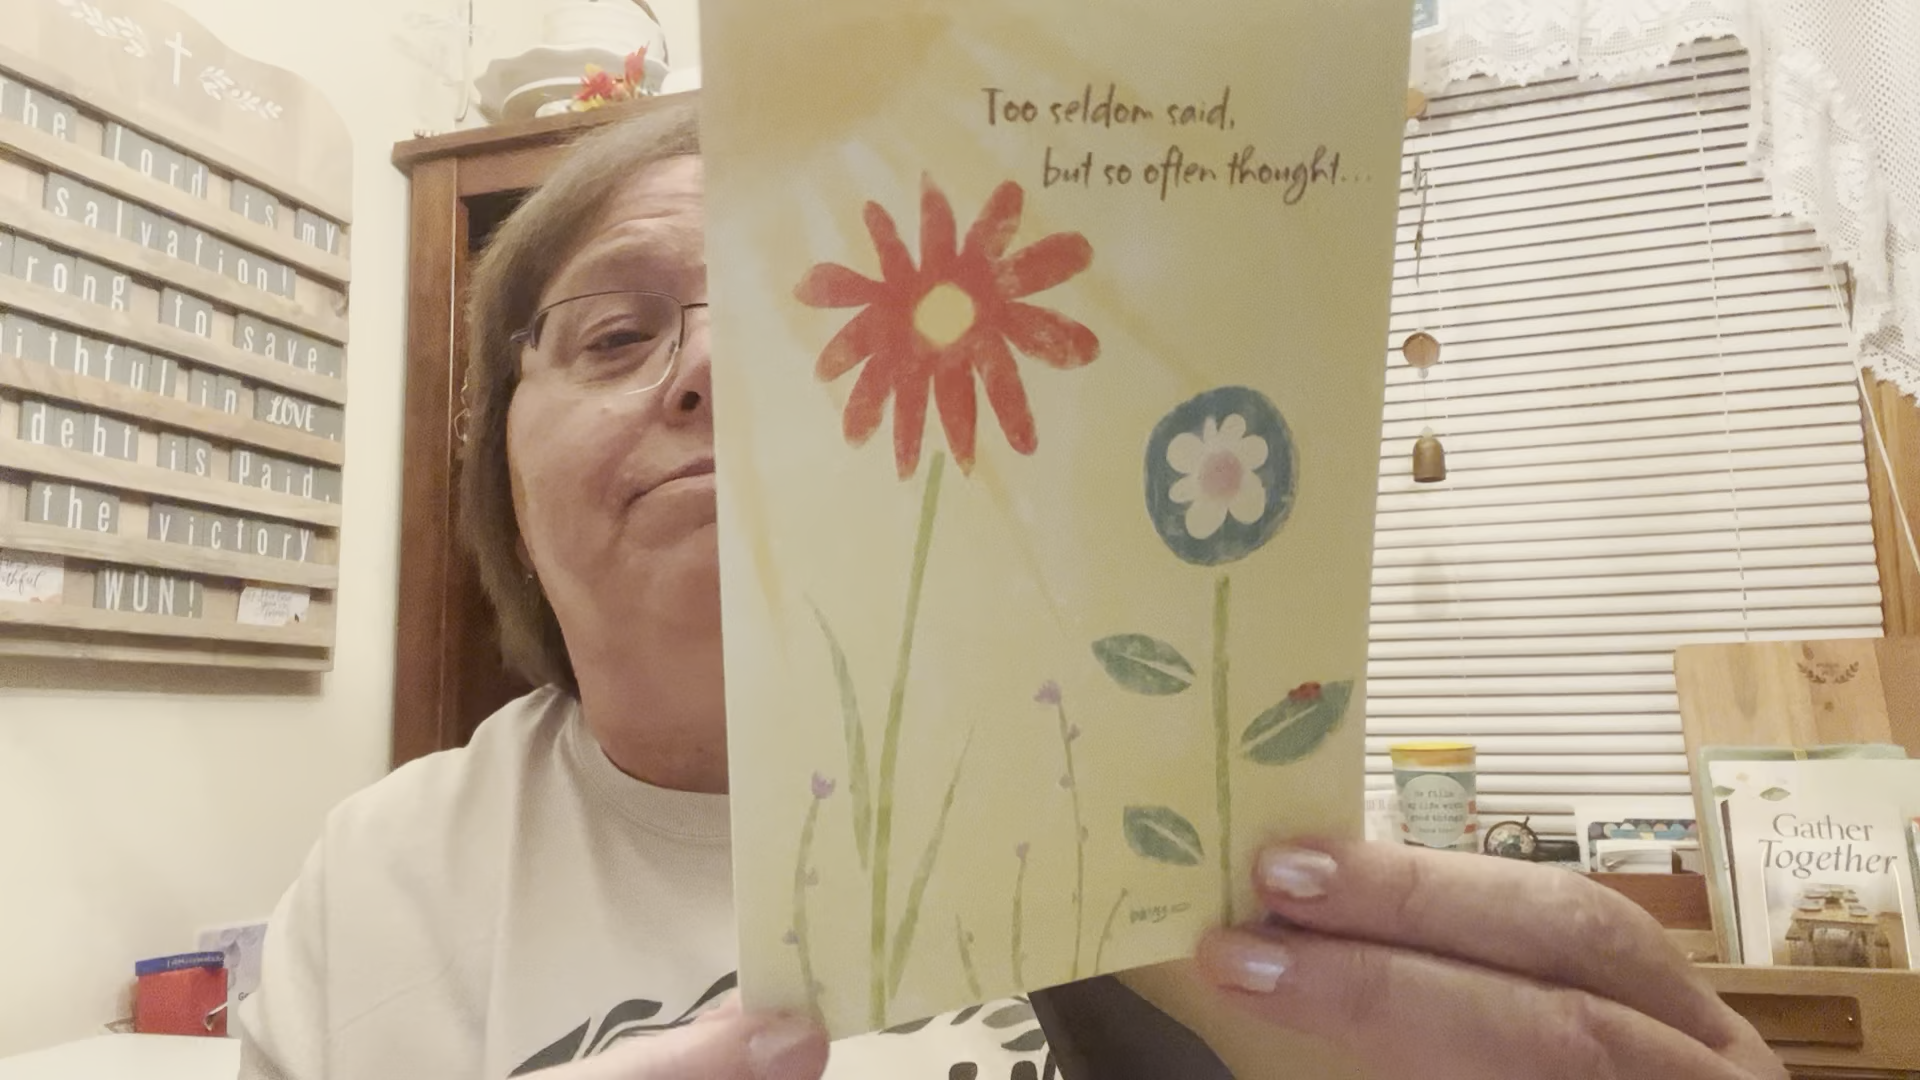 The Lord is my
salvation!
rong to save,
ithful in LOVE,
debt is paid,
the victory
WON!
Too seldom said,
but so often thought...
Gather
Together